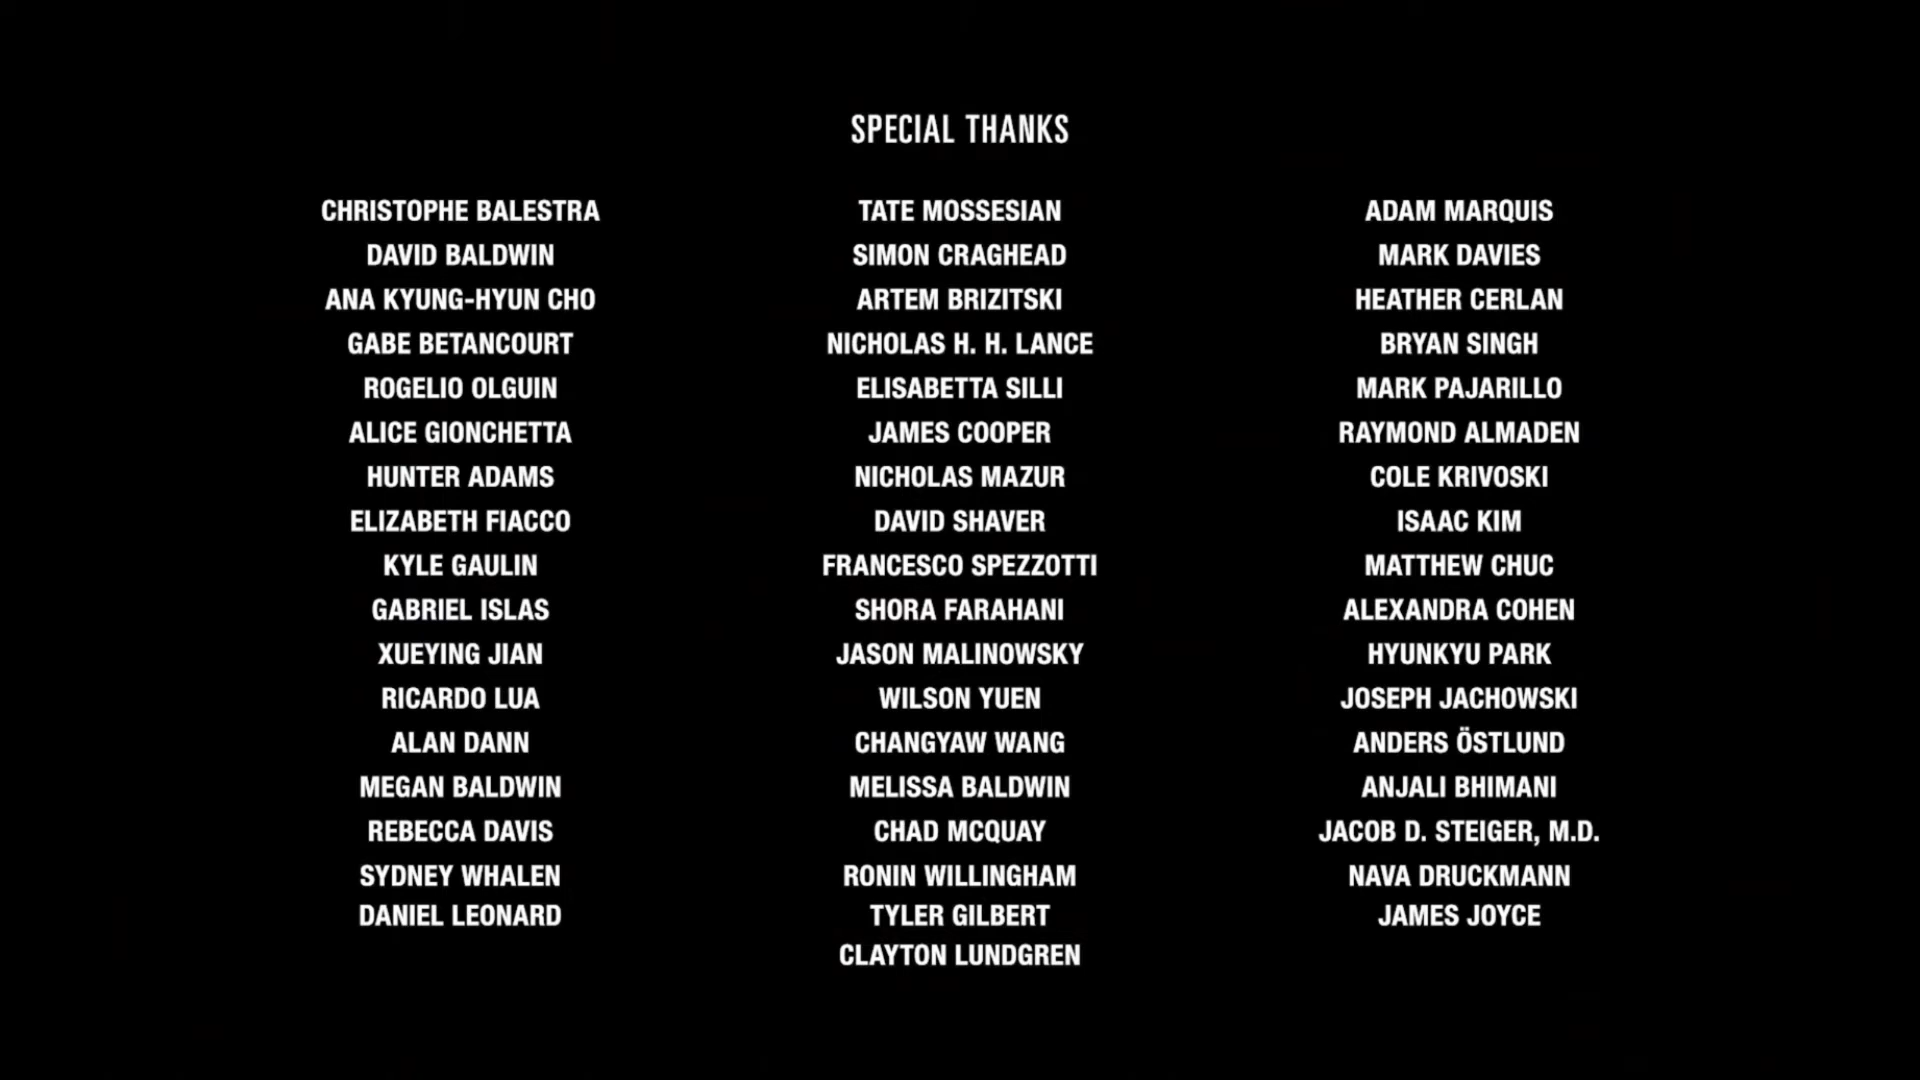 SPECIAL THANKS
CHRISTOPHE BALESTRA
DAVID BALDWIN
ANA KYUNG-HYUN CHO
GABE BETANCOURT
ROGELIO OLGUIN
ALICE GIONCHETTA
HUNTER ADAMS
ELIZABETH FIACCO
KYLE GAULIN
GABRIEL ISLAS
XUEYING JIAN
RICARDO LUA
ALAN DANN
MEGAN BALDWIN
REBECCA DAVIS
SYDNEY WHALEN
DANIEL LEONARD
TATE MOSSESIAN
SIMON CRAGHEAD
ARTEM BRIZITSKI
NICHOLAS H. H. LANCE
ELISABETTA SILLI
JAMES COOPER
NICHOLAS MAZUR
DAVID SHAVER
FRANCESCO SPEZZOTTI
SHORA FARAHANI
JASON MALINOWSKY
WILSON YUEN
CHANGYAW WANG
MELISSA BALDWIN
CHAD MCQUAY
RONIN WILLINGHAM
TYLER GILBERT
CLAYTON LUNDGREN
ADAM MARQUIS
MARK DAVIES
HEATHER CERLAN
BRYAN SINGH
MARK PAJARILLO
RAYMOND ALMADEN
COLE KRIVOSKI
ISAAC KIM
MATTHEW CHUC
ALEXANDRA COHEN
HYUNKYU PARK
JOSEPH JACHOWSKI
ANDERS ÖSTLUND
ANJALI BHIMANI
JACOB D. STEIGER, M.D.
NAVA DRUCKMANN
JAMES JOYCE